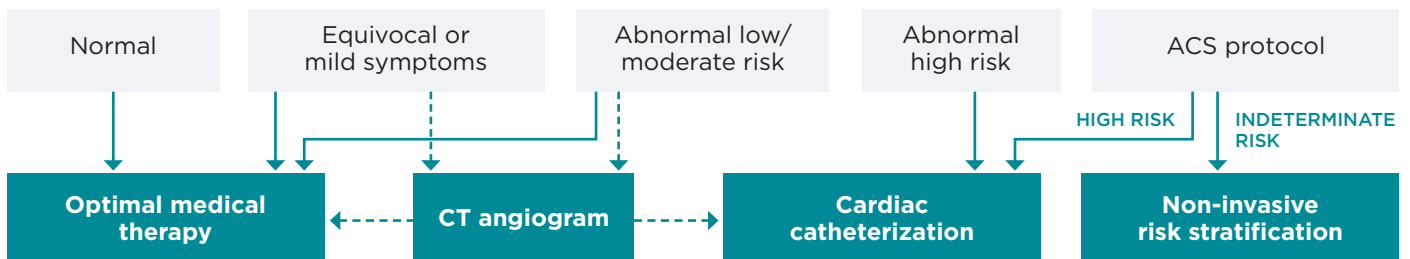 Normal
Equivocal or
mild symptoms
Abnormal low/
moderate risk
Abnormal
high risk
ACS protocol
HIGH RISK
INDETERMINATE
RISK
Optimal medical
therapy
CT angiogram
Cardiac
catheterization
Non-invasive
risk stratification